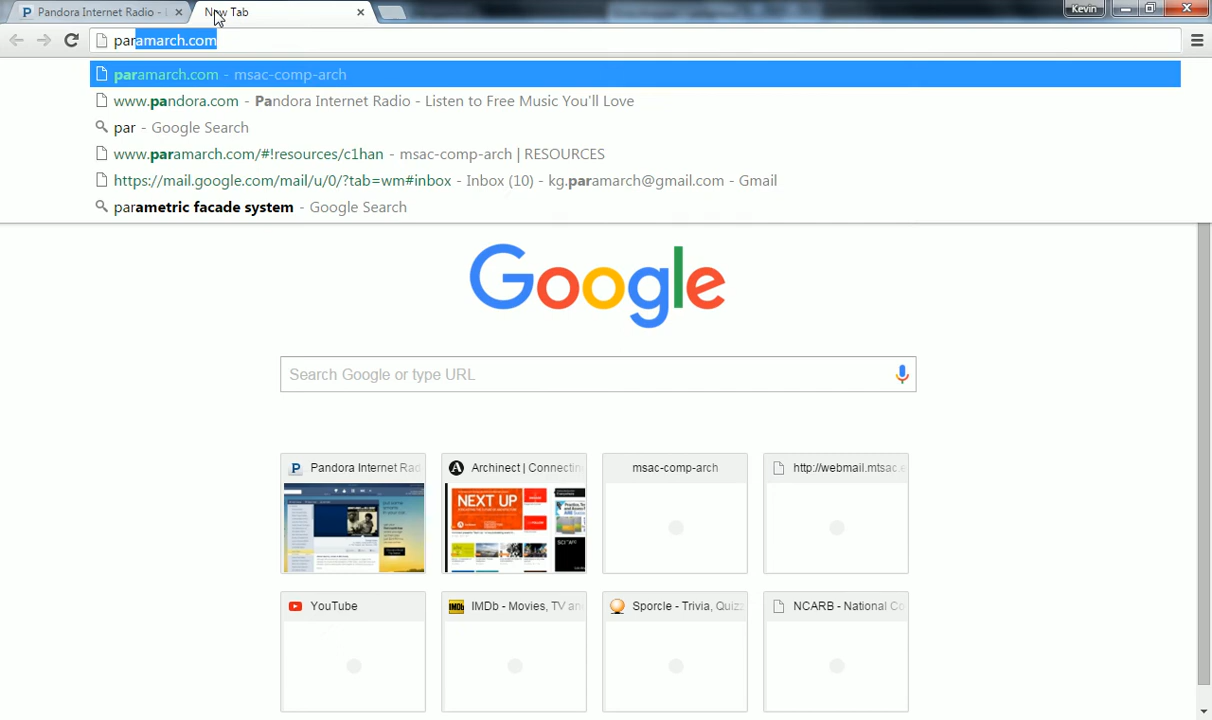 Pandora Internet Radio -
New Tab
Kevin
paramarch.com
paramarch.com - msac-comp-arch
www.pandora.com - Pandora Internet Radio - Listen to Free Music You'll Love
par - Google Search
www.paramarch.com/#!resources/c1han - msac-comp-arch | RESOURCES
https://mail.google.com/mail/u/0/?tab=wm#inbox - Inbox (10) - kg.paramarch@gmail.com - Gmail
parametric facade system - Google Search
Google
Search Google or type URL
Pandora Internet Rad
Archinect | Connectin
msac-comp-arch
http://webmail.mtsac.e
NEXT UP
YouTube
IMDb - Movies, TV an
Sporcle - Trivia, Quiz
NCARB - National Co